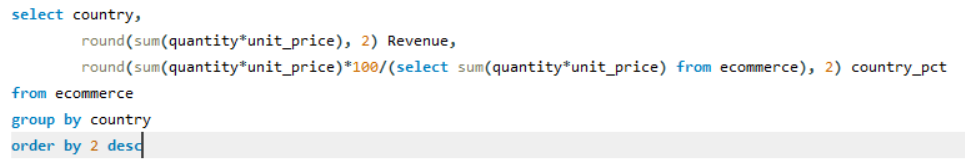 select country,
round(sum(quantity*unit_price), 2) Revenue,
round(sum(quantity*unit_price)*100/(select sum(quantity*unit_price) from ecommerce), 2) country_pct
from ecommerce
group by country
order by 2 desc